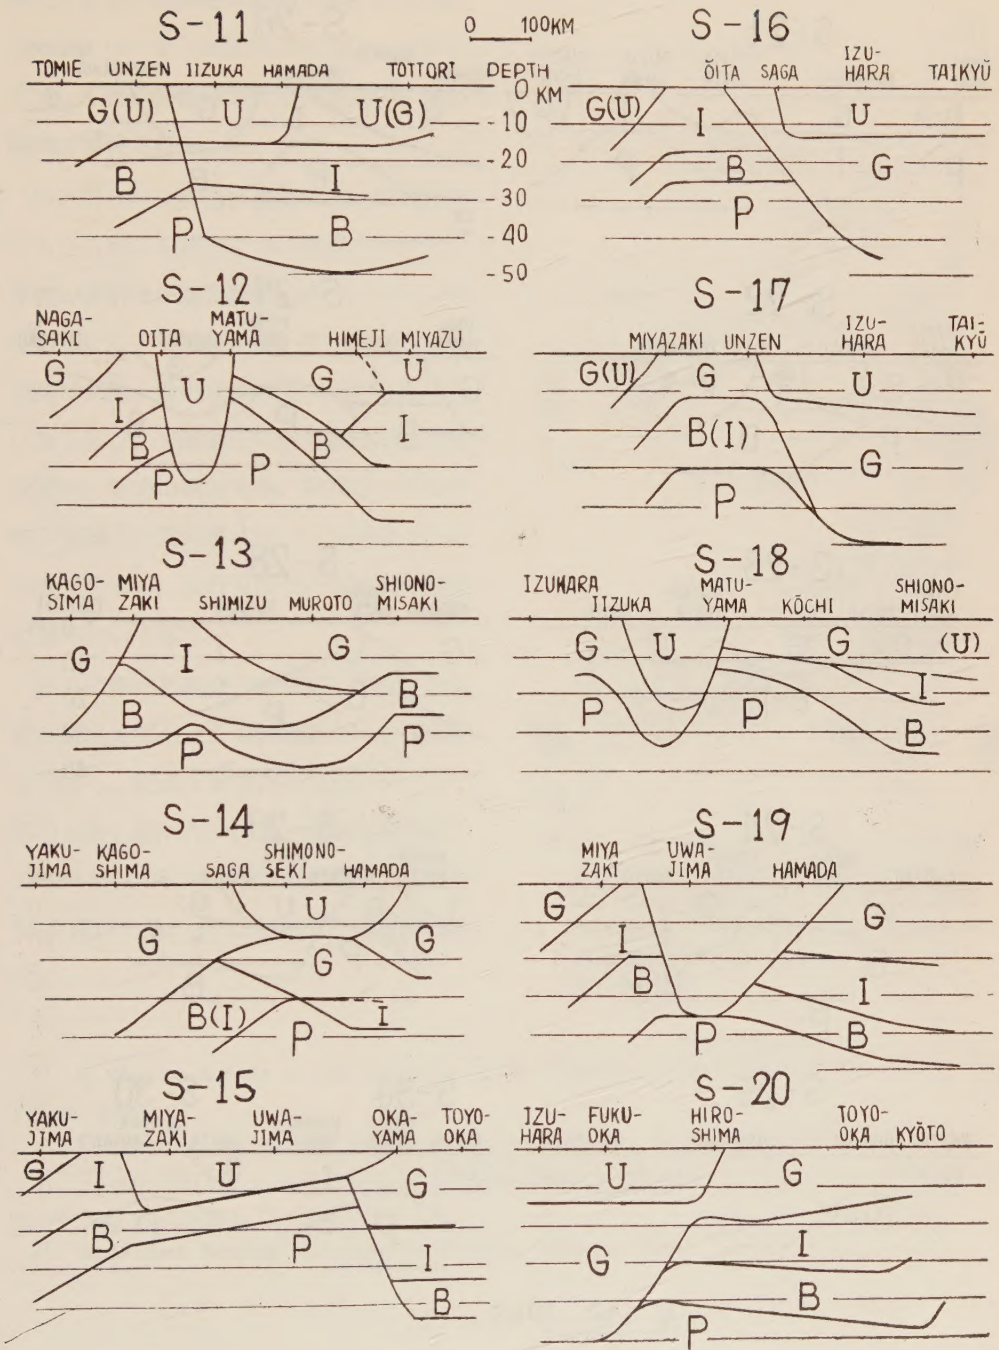 S-11
0 100KM
TOMIE UNZEN IIZUKA HAMADA TOTTORI DEPTH
0 KM
G(U) U U(G)
-10
-20
B I
-30
P B
-40
-50
S-12
NAGA-
SAKI OITA MATU-
YAMA HIMEJI MIYAZU
G U G U
I B I
B
P P
S-13
KAGO-
SIMA MIYA
ZAKI SHIMIZU MUROTO SHIONO-
MISAKI
G I G
B B
P P
S-14
YAKU-
JIMA KAGO-
SHIMA SAGA SHIMONO-
SEKI HAMADA
U
G G G
B(I) P I
S-15
YAKU-
JIMA MIYA-
ZAKI UWA-
JIMA OKA-
YAMA TOYO-
OKA
G I U G
B P I
B
S-16
ŌITA SAGA IZU-
HARA TAIKYŪ
G(U) I U
B G
P
S-17
MIYAZAKI UNZEN IZU-
HARA TAI-
KYŪ
G(U) G U
B(I) G
P
S-18
IZUHARA IIZUKA MATU-
YAMA KŌCHI SHIONO-
MISAKI
G U G (U)
I
P P B
S-19
MIYA
ZAKI UWA-
JIMA HAMADA
G G
I
B I
P B
S-20
IZU-
HARA FUKU-
OKA HIRO-
SHIMA TOYO-
OKA KYŌTO
U G
G I
B
P